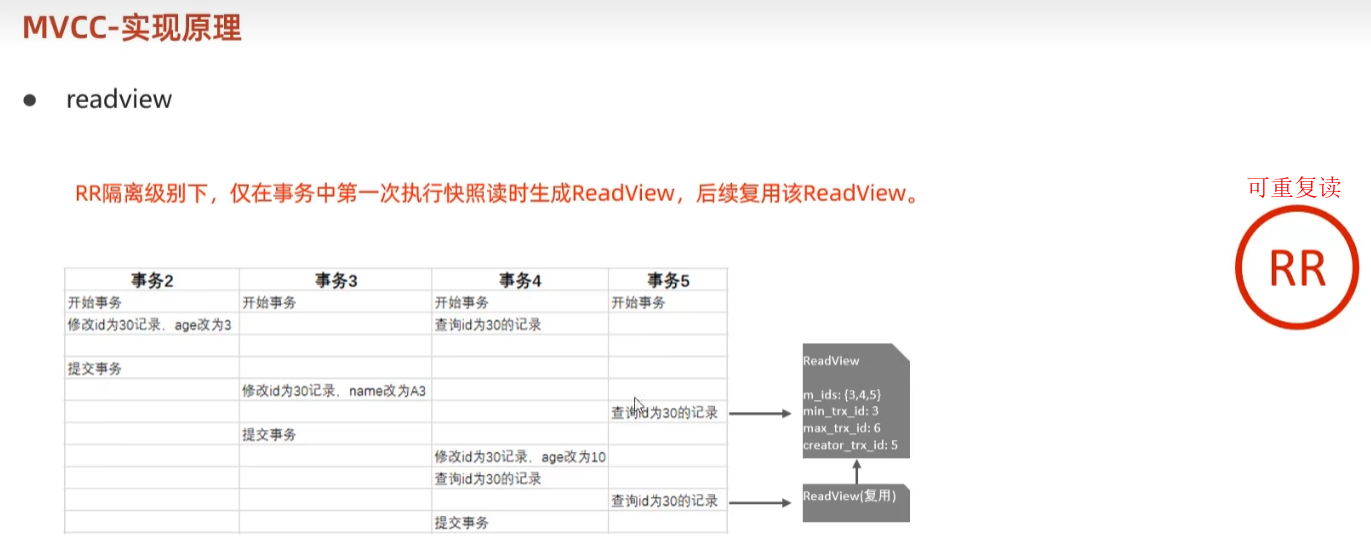 MVCC-实现原理
● readview
RR隔离级别下，仅在事务中第一次执行快照读时生成ReadView，后续复用该ReadView。
可重复读
RR
事务2 事务3 事务4 事务5
开始事务 开始事务 开始事务 开始事务
修改id为30记录，age改为3 查询id为30的记录
提交事务
修改id为30记录，name改为A3
查询id为30的记录
提交事务
修改id为30记录，age改为10
查询id为30的记录
查询id为30的记录
提交事务
ReadView
m_ids: {3,4,5}
min_trx_id: 3
max_trx_id: 6
creator_trx_id: 5
ReadView(复用)